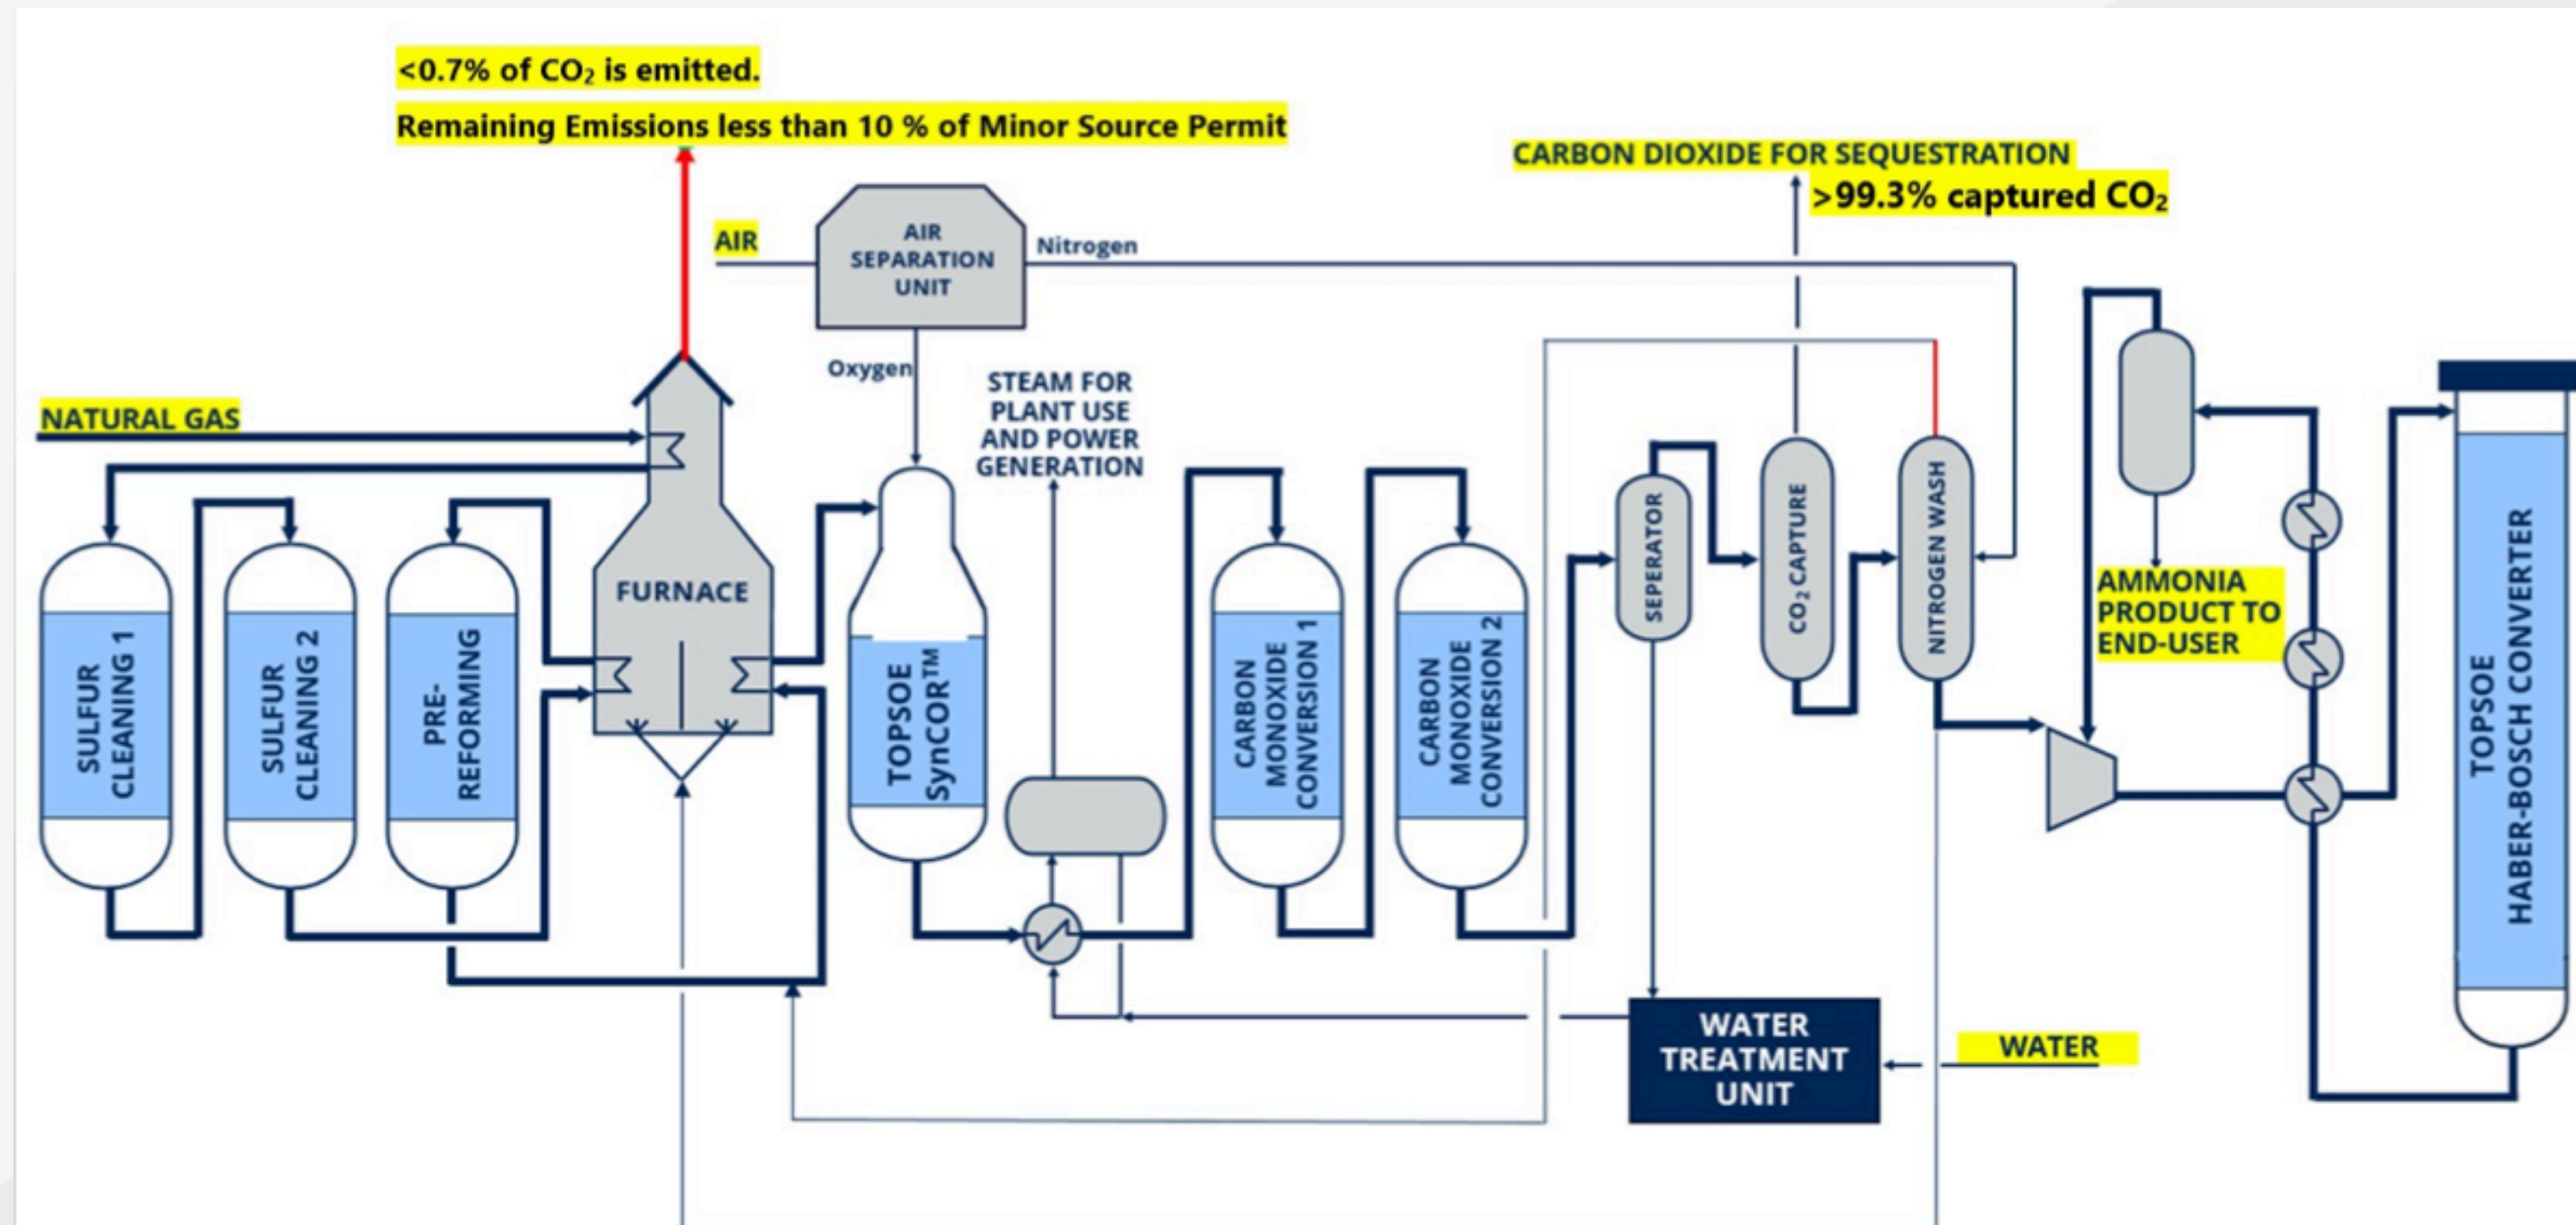 <0.7% of CO₂ is emitted.
Remaining Emissions less than 10 % of Minor Source Permit
CARBON DIOXIDE FOR SEQUESTRATION
>99.3% captured CO₂
AIR
AIR
SEPARATION
UNIT
Nitrogen
Oxygen
STEAM FOR
PLANT USE
AND POWER
GENERATION
NATURAL GAS
FURNACE
SULFUR
CLEANING 1
SULFUR
CLEANING 2
PRE-
REFORMING
TOPSOE
SynCOR™
CARBON
MONOXIDE
CONVERSION 1
CARBON
MONOXIDE
CONVERSION 2
SEPERATOR
CO₂ CAPTURE
NITROGEN WASH
AMMONIA
PRODUCT TO
END-USER
TOPSOE
HABER-BOSCH CONVERTER
WATER
TREATMENT
UNIT
WATER